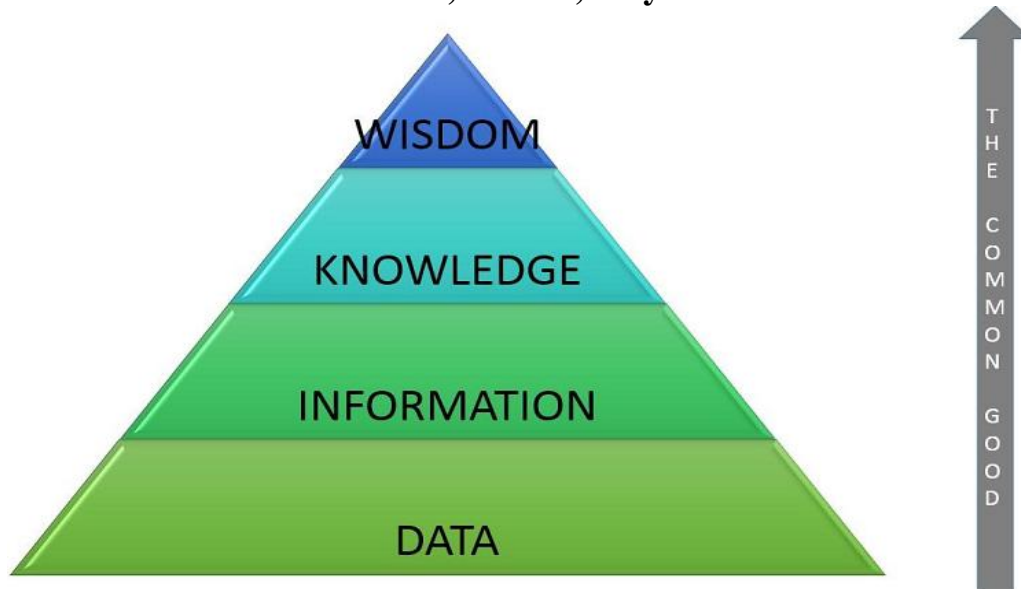 WISDOM
KNOWLEDGE
INFORMATION
DATA
THE COMMON GOOD